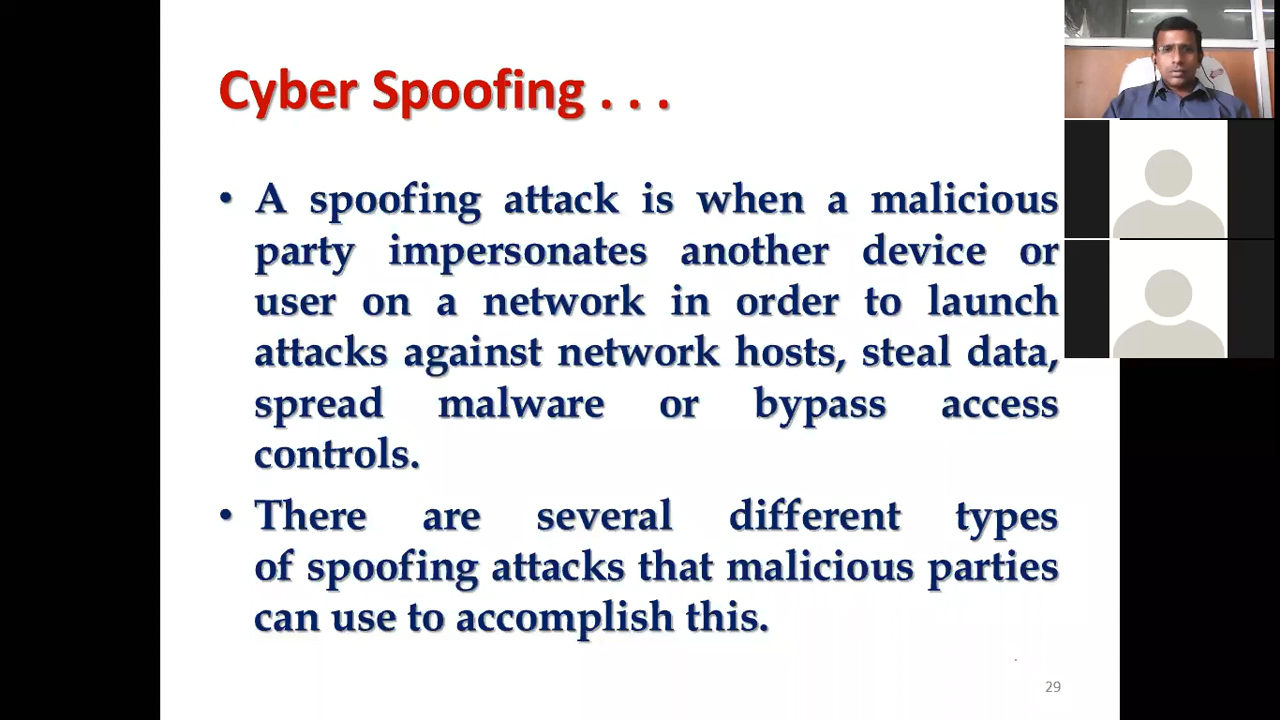 Cyber Spoofing . . .
• A spoofing attack is when a malicious
party impersonates another device or
user on a network in order to launch
attacks against network hosts, steal data,
spread malware or bypass access
controls.
• There are several different types
of spoofing attacks that malicious parties
can use to accomplish this.
29